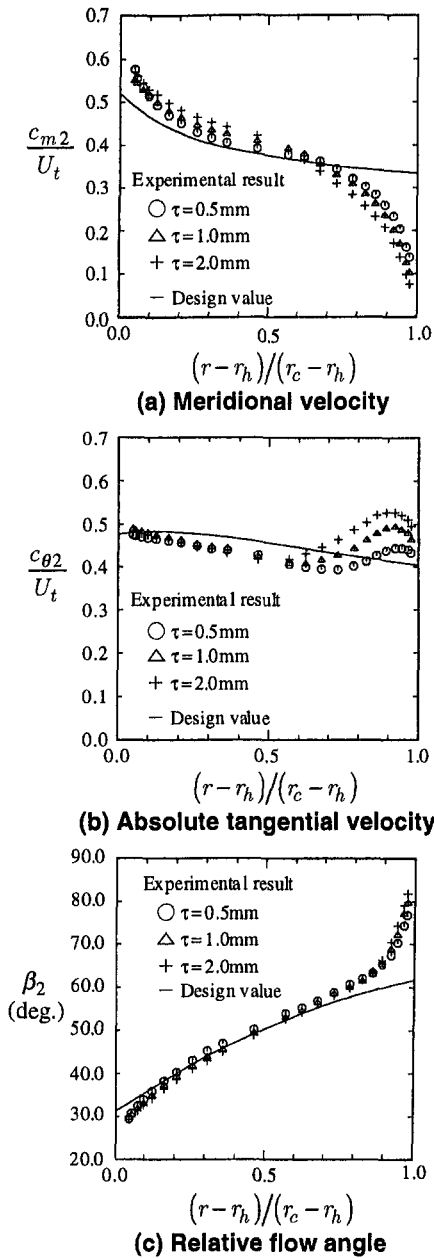 0.7
0.6
0.5
0.4
0.3
0.2
0.1
0.0
c_{m2}
U_t
Experimental result
○ τ=0.5mm
△ τ=1.0mm
+ τ=2.0mm
— Design value
0.0 0.5 1.0
(r-r_h)/(r_c-r_h)
(a) Meridional velocity
0.7
0.6
0.5
0.4
0.3
0.2
0.1
0.0
c_{θ2}
U_t
Experimental result
○ τ=0.5mm
△ τ=1.0mm
+ τ=2.0mm
— Design value
0.0 0.5 1.0
(r-r_h)/(r_c-r_h)
(b) Absolute tangential velocity
90.0
80.0
70.0
60.0
50.0
40.0
30.0
20.0
β_2
(deg.)
Experimental result
○ τ=0.5mm
△ τ=1.0mm
+ τ=2.0mm
— Design value
0.0 0.5 1.0
(r-r_h)/(r_c-r_h)
(c) Relative flow angle